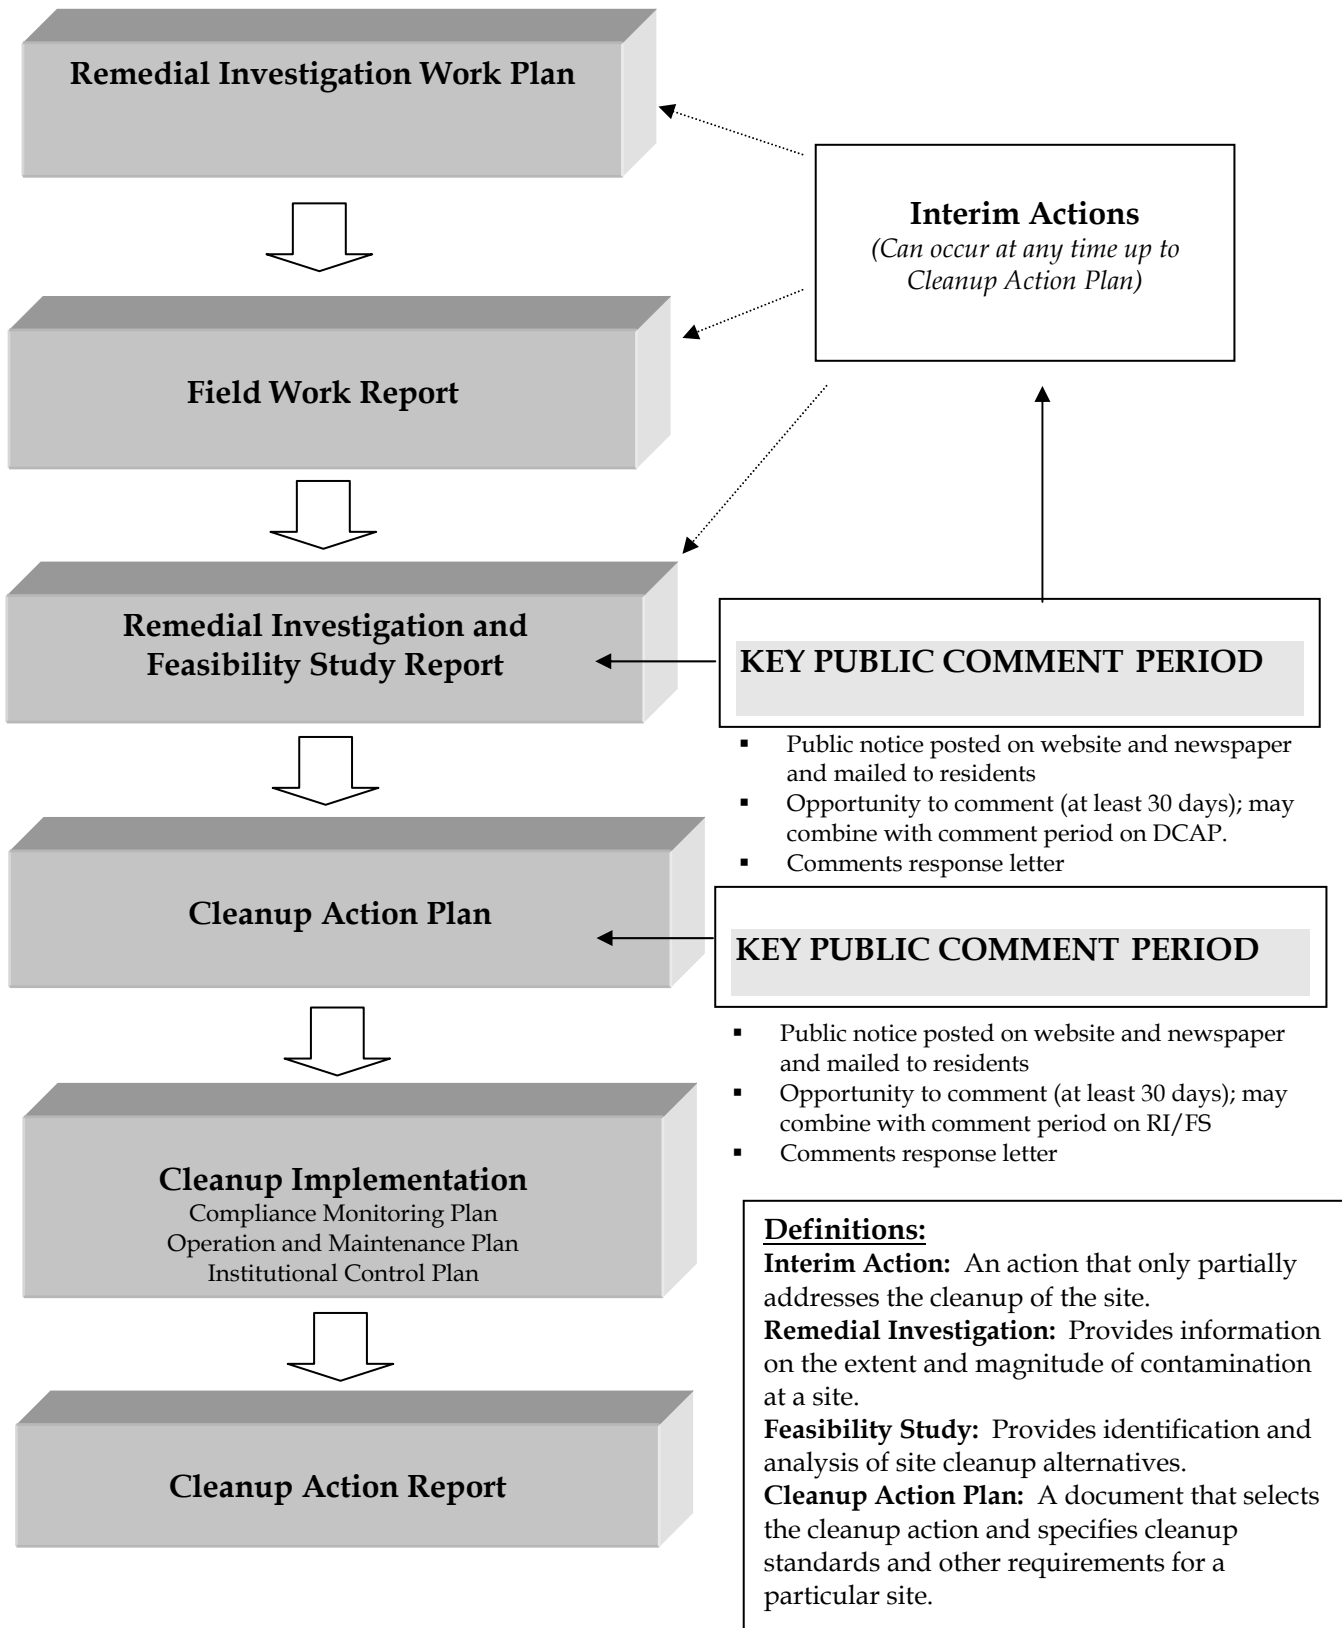 Remedial Investigation Work Plan
Interim Actions
(Can occur at any time up to
Cleanup Action Plan)
Field Work Report
Remedial Investigation and
Feasibility Study Report
KEY PUBLIC COMMENT PERIOD
▪ Public notice posted on website and newspaper
and mailed to residents
▪ Opportunity to comment (at least 30 days); may
combine with comment period on DCAP.
▪ Comments response letter
Cleanup Action Plan
KEY PUBLIC COMMENT PERIOD
▪ Public notice posted on website and newspaper
and mailed to residents
▪ Opportunity to comment (at least 30 days); may
combine with comment period on RI/FS
▪ Comments response letter
Cleanup Implementation
Compliance Monitoring Plan
Operation and Maintenance Plan
Institutional Control Plan
Cleanup Action Report
Definitions:
Interim Action: An action that only partially
addresses the cleanup of the site.
Remedial Investigation: Provides information
on the extent and magnitude of contamination
at a site.
Feasibility Study: Provides identification and
analysis of site cleanup alternatives.
Cleanup Action Plan: A document that selects
the cleanup action and specifies cleanup
standards and other requirements for a
particular site.